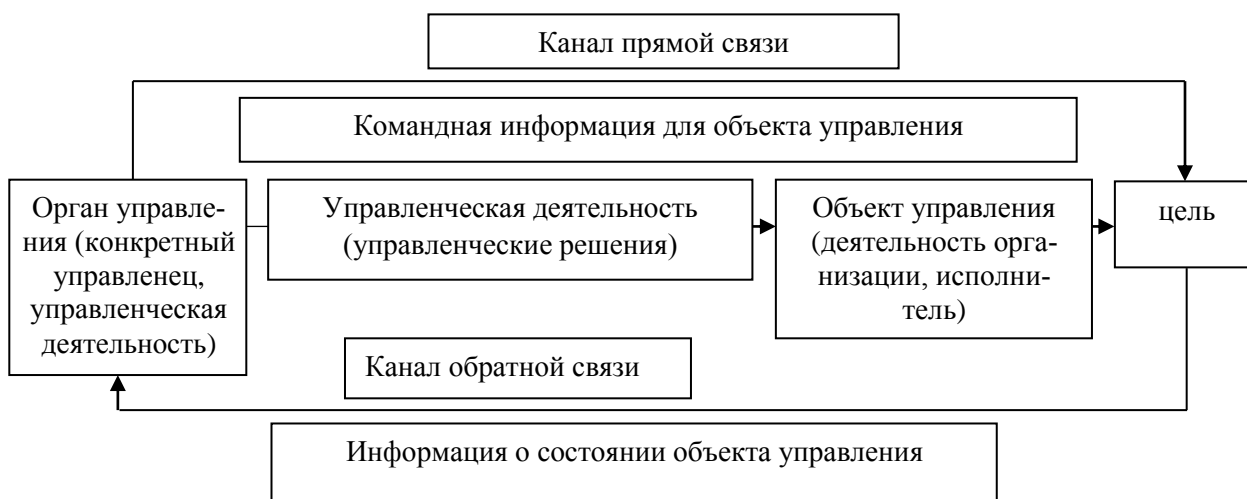 Канал прямой связи
Командная информация для объекта управления
Орган управле-
ния (конкретный
управленец,
управленческая
деятельность)
Управленческая деятельность
(управленческие решения)
Объект управления
(деятельность орга-
низации, исполни-
тель)
цель
Канал обратной связи
Информация о состоянии объекта управления